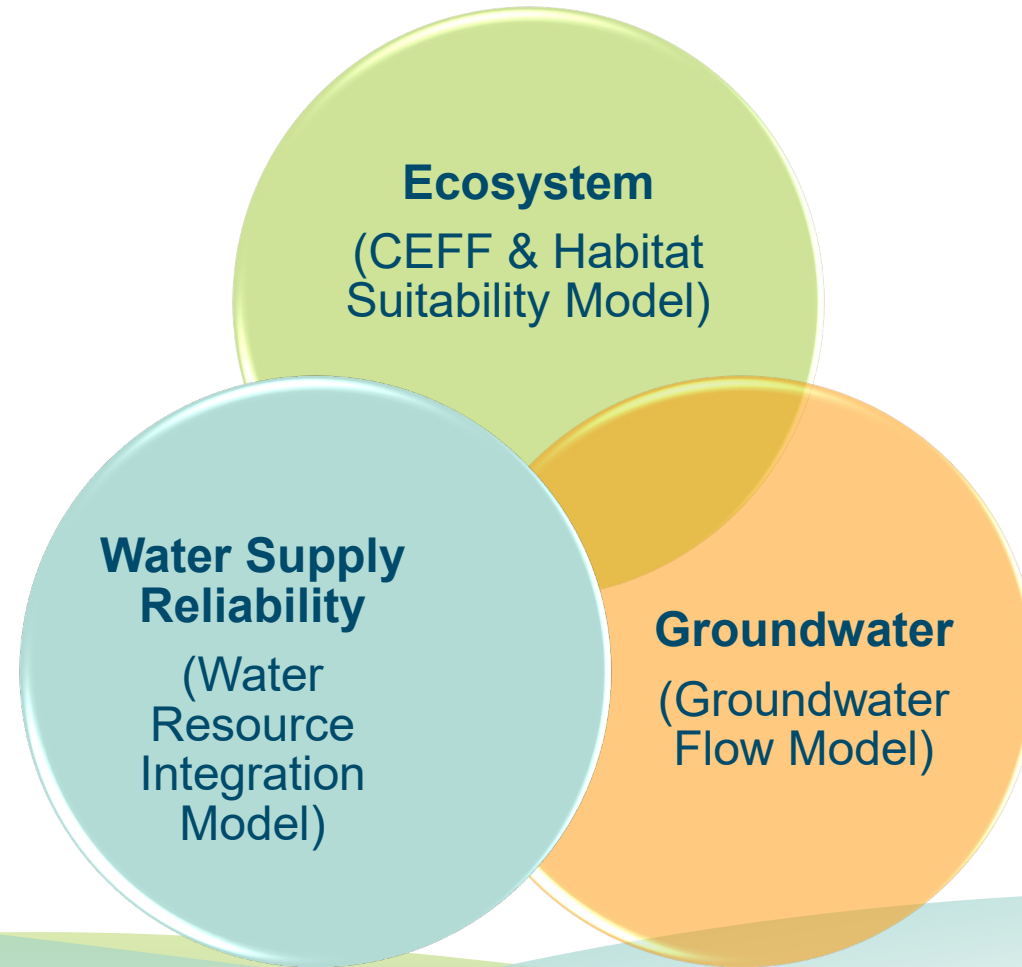 Ecosystem
(CEFF & Habitat
Suitability Model)
Water Supply
Reliability
(Water
Resource
Integration
Model)
Groundwater
(Groundwater
Flow Model)